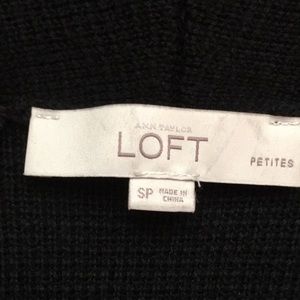 ANN TAYLOR
LOFT
PETITES
SP MADE IN
CHINA